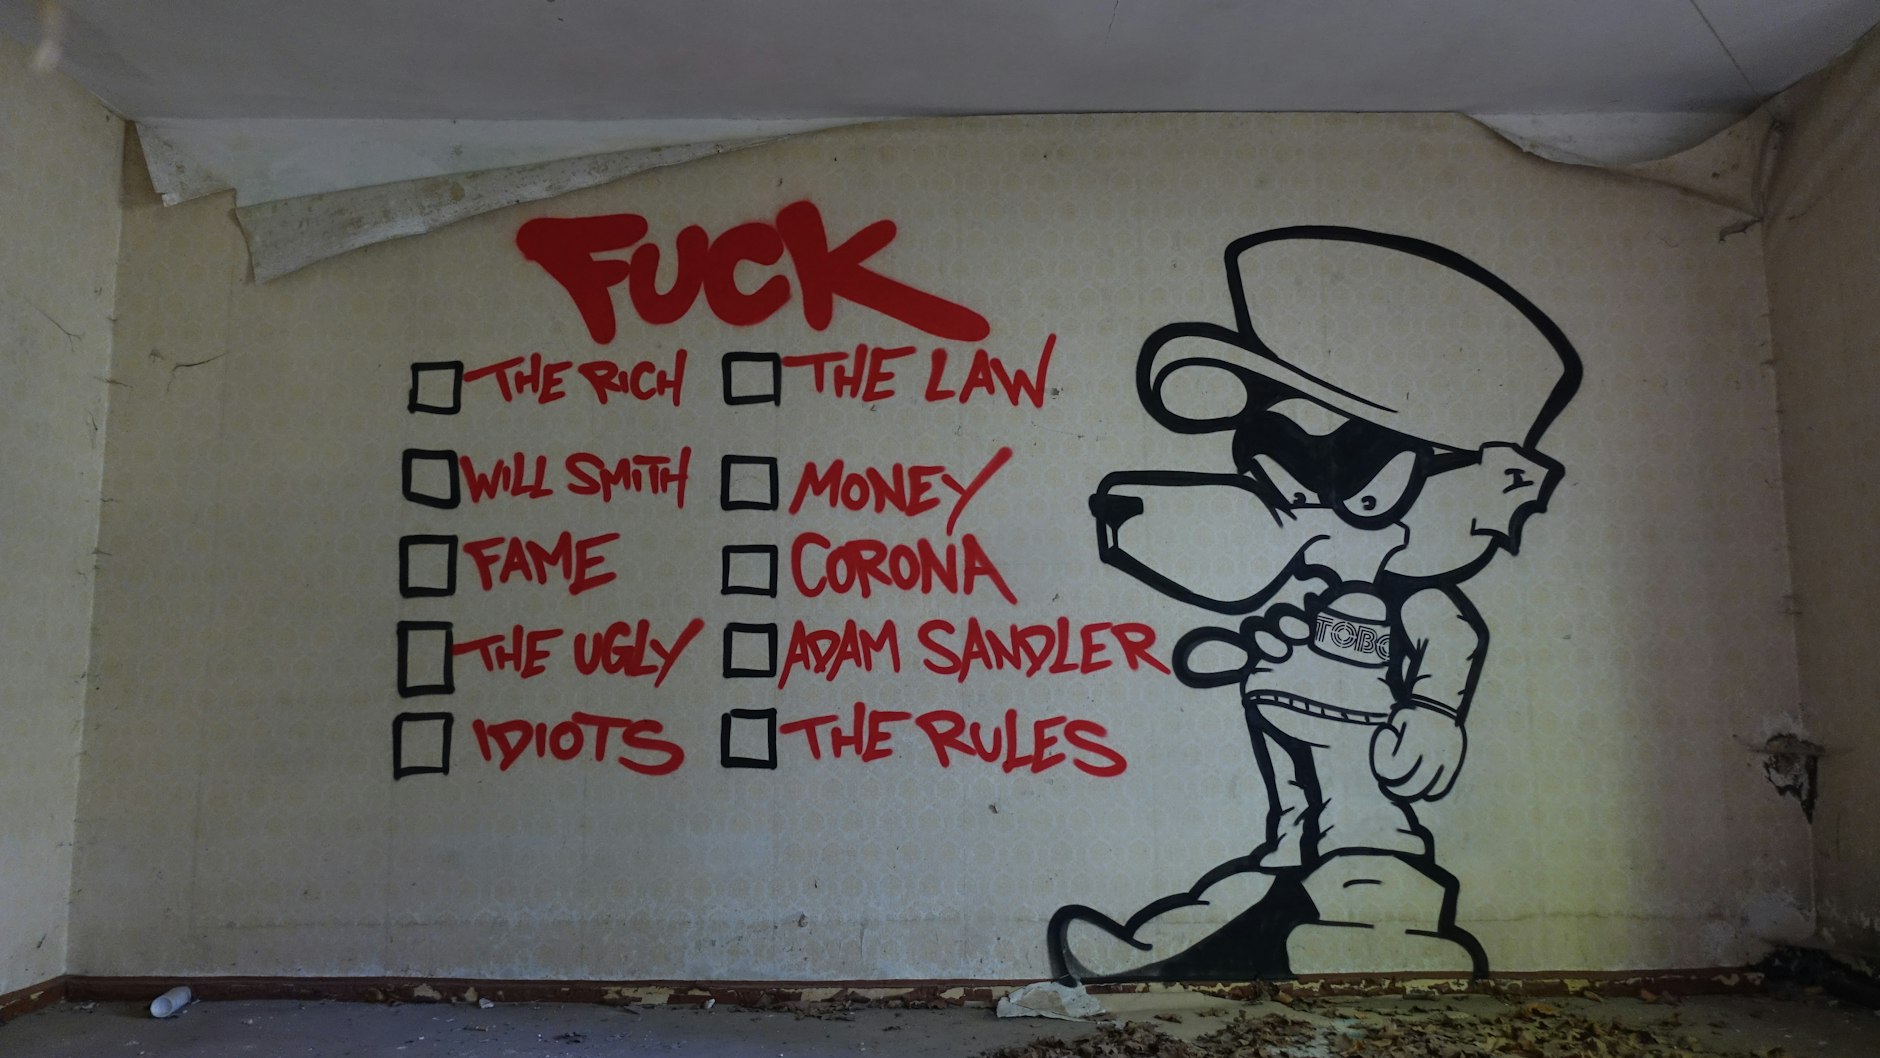 FUCK
THE RICH
WILL SMITH
FAME
THE UGLY
IDIOTS
THE LAW
MONEY
CORONA
ADAM SANDLER
THE RULES
TOBO